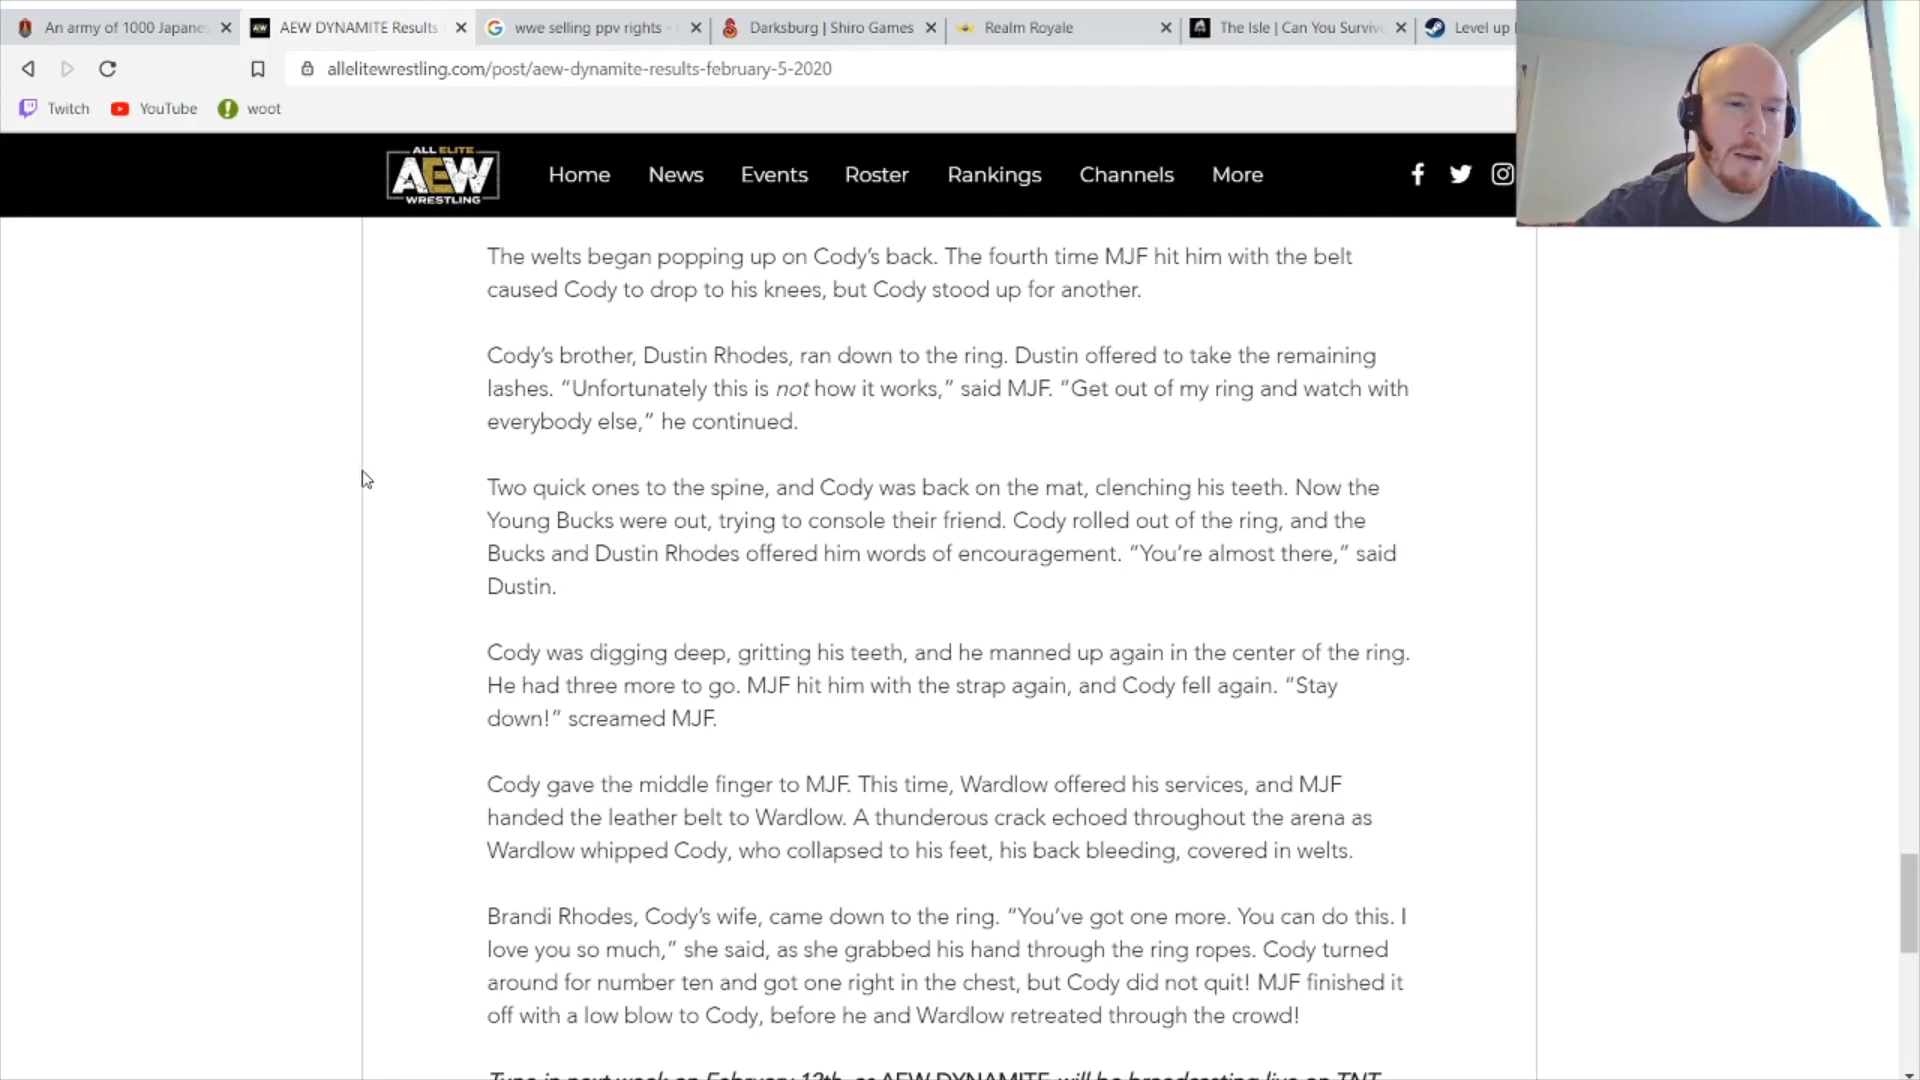 An army of 1000 Japane
AEW DYNAMITE Results
wwe selling ppv rights -
Darksburg | Shiro Games
Realm Royale
The Isle | Can You Surviv
Level up
allelitewrestling.com/post/aew-dynamite-results-february-5-2020
Twitch YouTube woot
ALL ELITE
AEW
WRESTLING
Home News Events Roster Rankings Channels More
The welts began popping up on Cody’s back. The fourth time MJF hit him with the belt
caused Cody to drop to his knees, but Cody stood up for another.
Cody’s brother, Dustin Rhodes, ran down to the ring. Dustin offered to take the remaining
lashes. “Unfortunately this is not how it works,” said MJF. “Get out of my ring and watch with
everybody else,” he continued.
Two quick ones to the spine, and Cody was back on the mat, clenching his teeth. Now the
Young Bucks were out, trying to console their friend. Cody rolled out of the ring, and the
Bucks and Dustin Rhodes offered him words of encouragement. “You’re almost there,” said
Dustin.
Cody was digging deep, gritting his teeth, and he manned up again in the center of the ring.
He had three more to go. MJF hit him with the strap again, and Cody fell again. “Stay
down!” screamed MJF.
Cody gave the middle finger to MJF. This time, Wardlow offered his services, and MJF
handed the leather belt to Wardlow. A thunderous crack echoed throughout the arena as
Wardlow whipped Cody, who collapsed to his feet, his back bleeding, covered in welts.
Brandi Rhodes, Cody’s wife, came down to the ring. “You’ve got one more. You can do this. I
love you so much,” she said, as she grabbed his hand through the ring ropes. Cody turned
around for number ten and got one right in the chest, but Cody did not quit! MJF finished it
off with a low blow to Cody, before he and Wardlow retreated through the crowd!
Tune in next week on February 12th, as AEW DYNAMITE will be broadcasting live on TNT